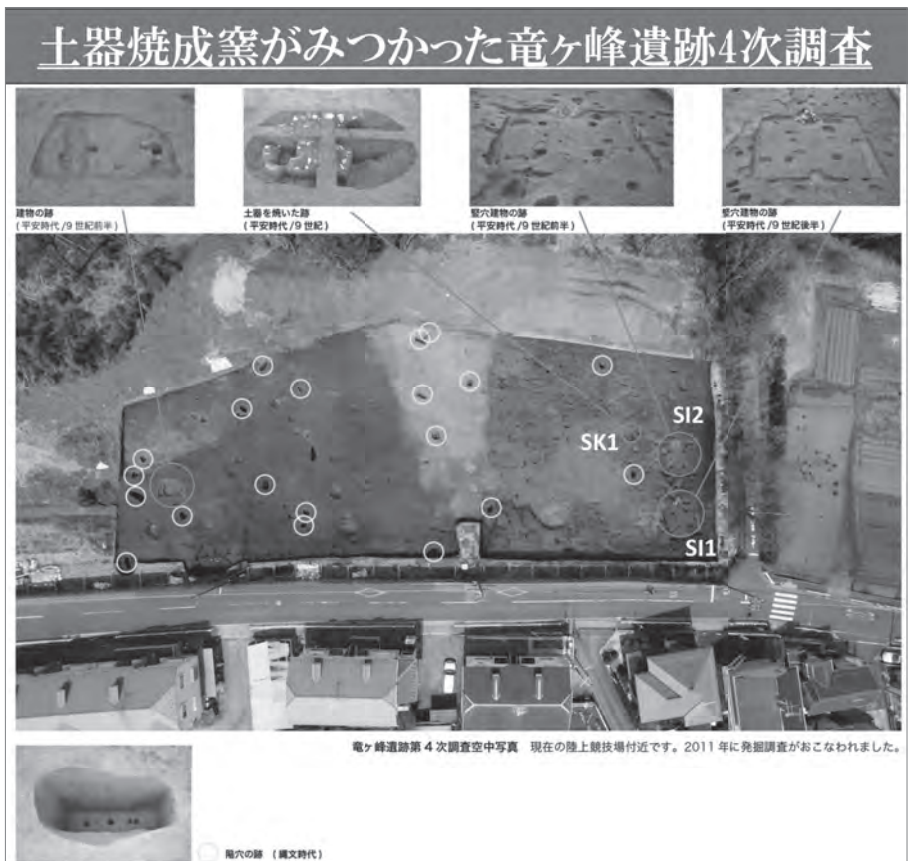 土器焼成窯がみつかった竜ヶ峰遺跡4次調査
建物の跡
(平安時代/9世紀前半)
土器を焼いた跡
(平安時代/9世紀)
竪穴建物の跡
(平安時代/9世紀前半)
竪穴建物の跡
(平安時代/9世紀後半)
SI2
SK1
SI1
竜ヶ峰遺跡第4次調査空中写真 現在の陸上競技場付近です。2011年に発掘調査がおこなわれました。
陥穴の跡 (縄文時代)